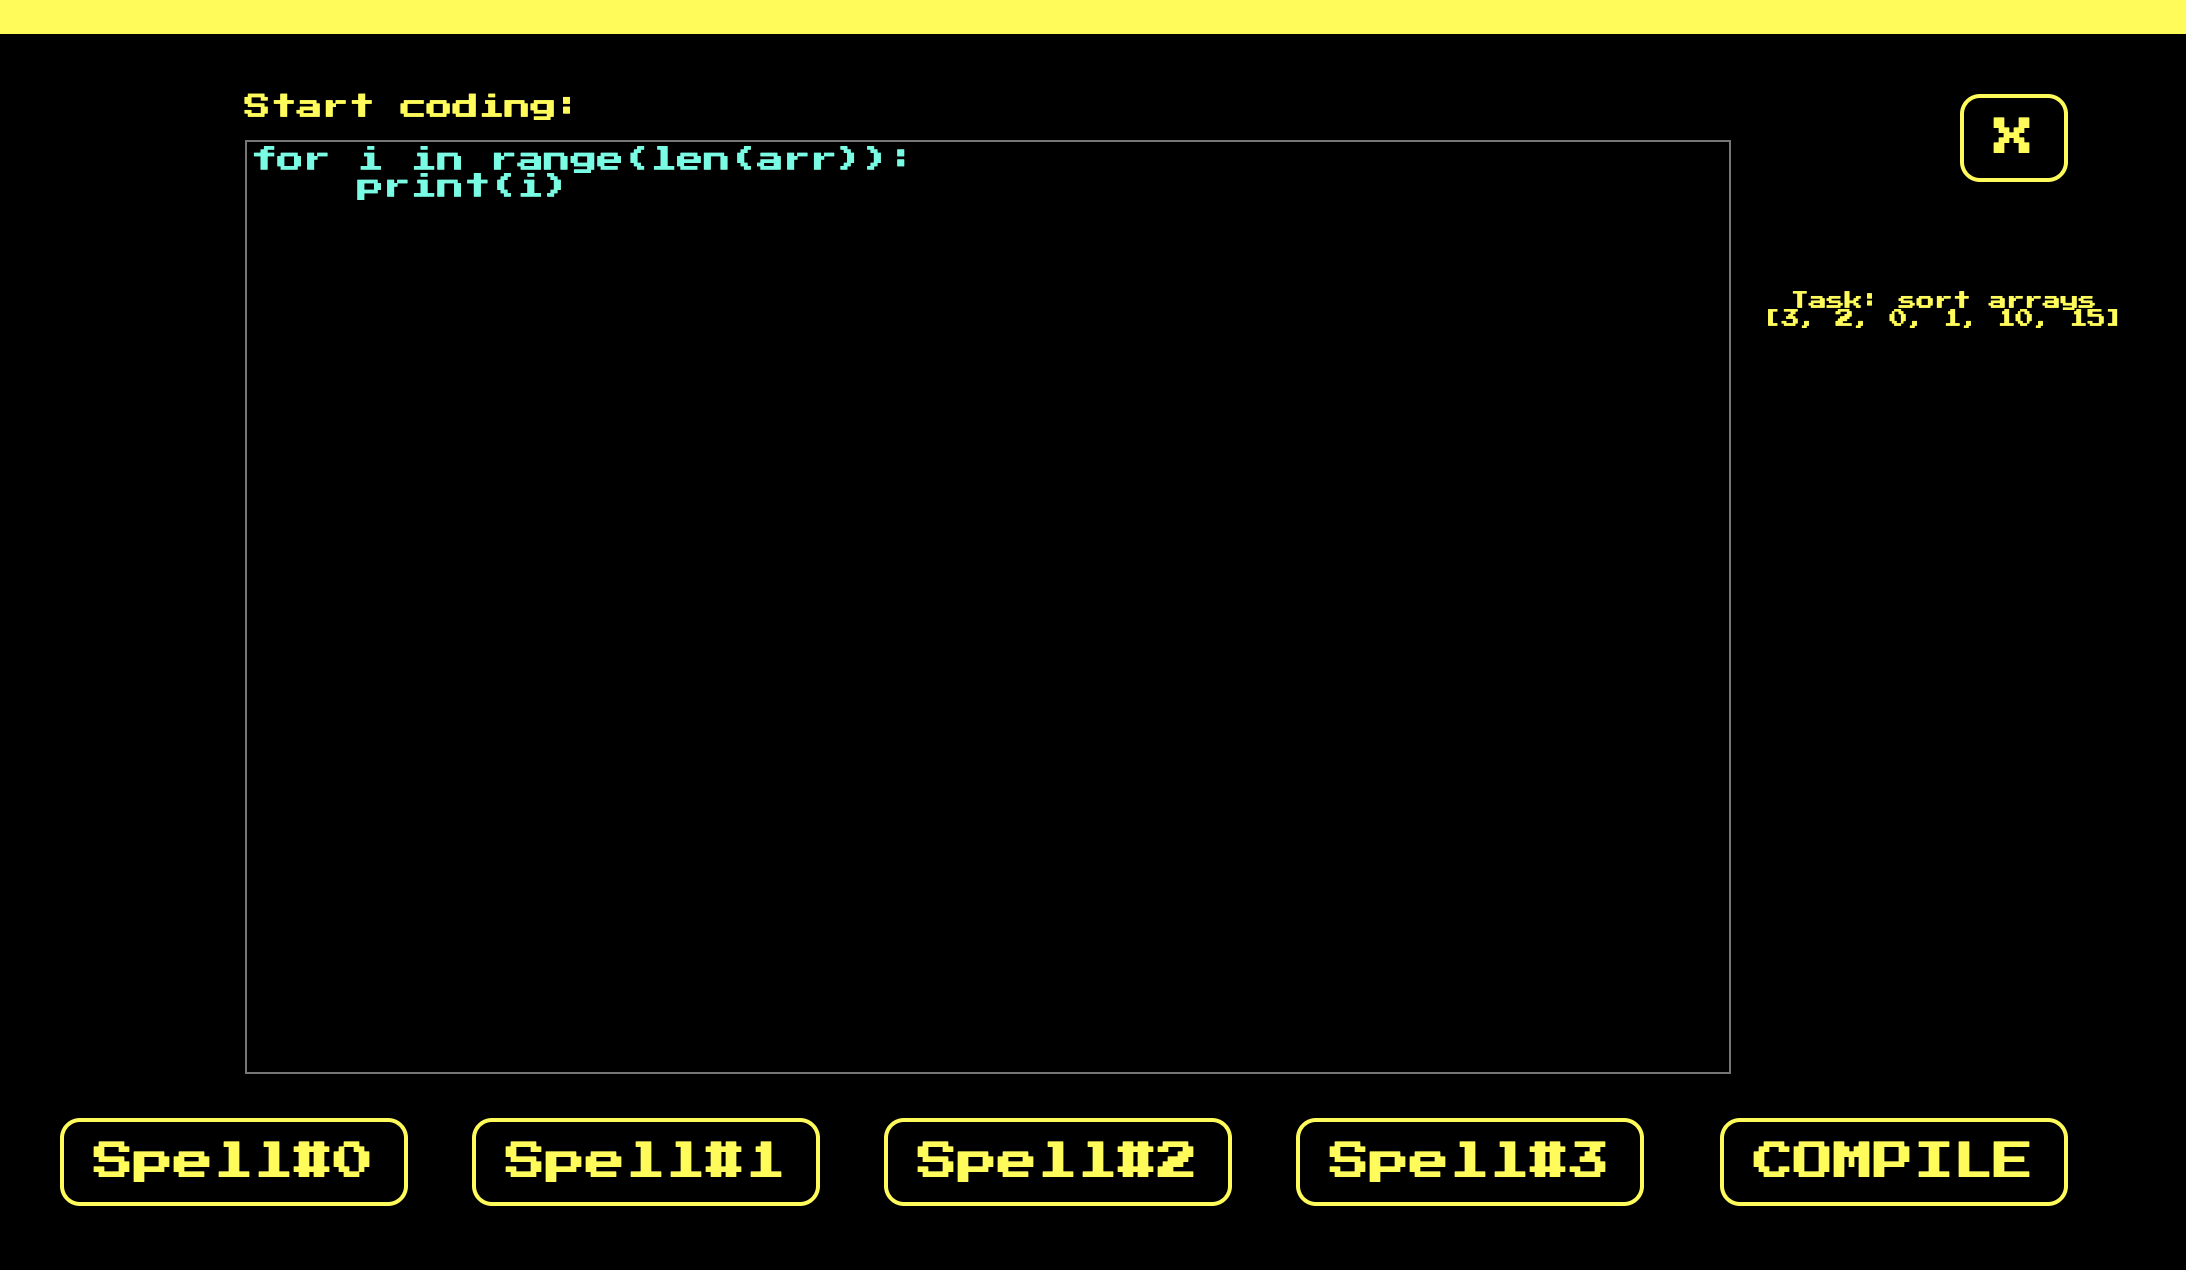 Start coding:
X
for i in range(len(arr)):
    print(i)
Task: sort arrays
[3, 2, 0, 1, 10, 15]
Spell#0
Spell#1
Spell#2
Spell#3
COMPILE